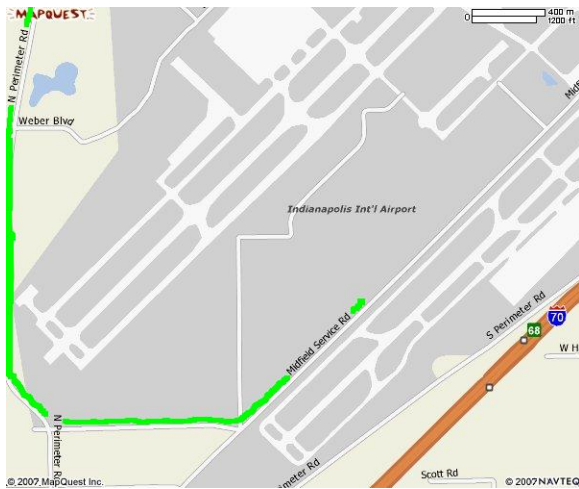 MAPQUEST
400 m
0
1200 ft
N Perimeter Rd
Weber Blvd
Indianapolis Int'l Airport
Midfield Service Rd
S Perimeter Rd
68
70
W H
N Perimeter Rd
meter Rd
Scott Rd
© 2007 MapQuest Inc.
© 2007 NAVTEQ